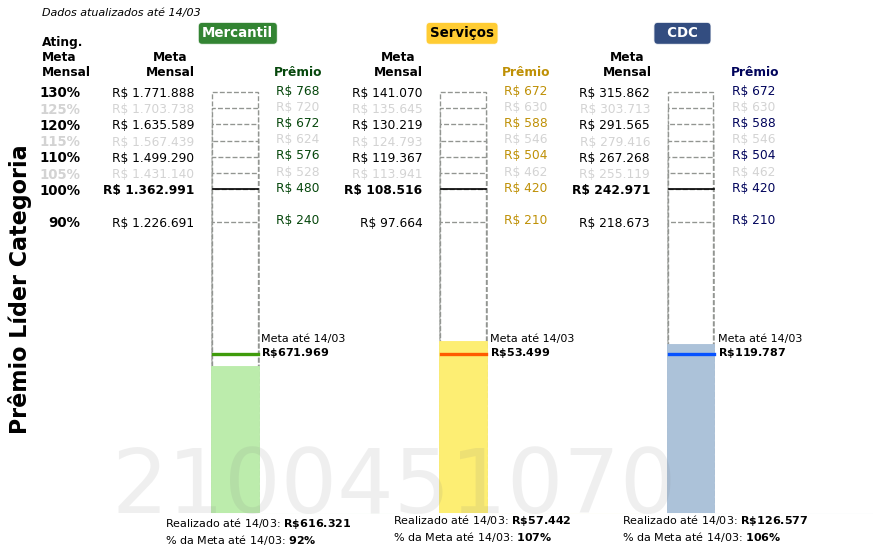 Dados atualizados até 14/03
Mercantil Serviços CDC
Ating.
Meta Meta Meta Meta
Mensal Mensal Prêmio Mensal Prêmio Mensal Prêmio
130% R$ 1.771.888 R$ 768 R$ 141.070 R$ 672 R$ 315.862 R$ 672
125% R$ 1.703.738 R$ 720 R$ 135.645 R$ 630 R$ 303.713 R$ 630
120% R$ 1.635.589 R$ 672 R$ 130.219 R$ 588 R$ 291.565 R$ 588
115% R$ 1.567.439 R$ 624 R$ 124.793 R$ 546 R$ 279.416 R$ 546
110% R$ 1.499.290 R$ 576 R$ 119.367 R$ 504 R$ 267.268 R$ 504
105% R$ 1.431.140 R$ 528 R$ 113.941 R$ 462 R$ 255.119 R$ 462
100% R$ 1.362.991 R$ 480 R$ 108.516 R$ 420 R$ 242.971 R$ 420
90% R$ 1.226.691 R$ 240 R$ 97.664 R$ 210 R$ 218.673 R$ 210
Prêmio Líder Categoria
Meta até 14/03 Meta até 14/03 Meta até 14/03
R$671.969 R$53.499 R$119.787
2100451070
Realizado até 14/03: R$616.321 Realizado até 14/03: R$57.442 Realizado até 14/03: R$126.577
% da Meta até 14/03: 92% % da Meta até 14/03: 107% % da Meta até 14/03: 106%